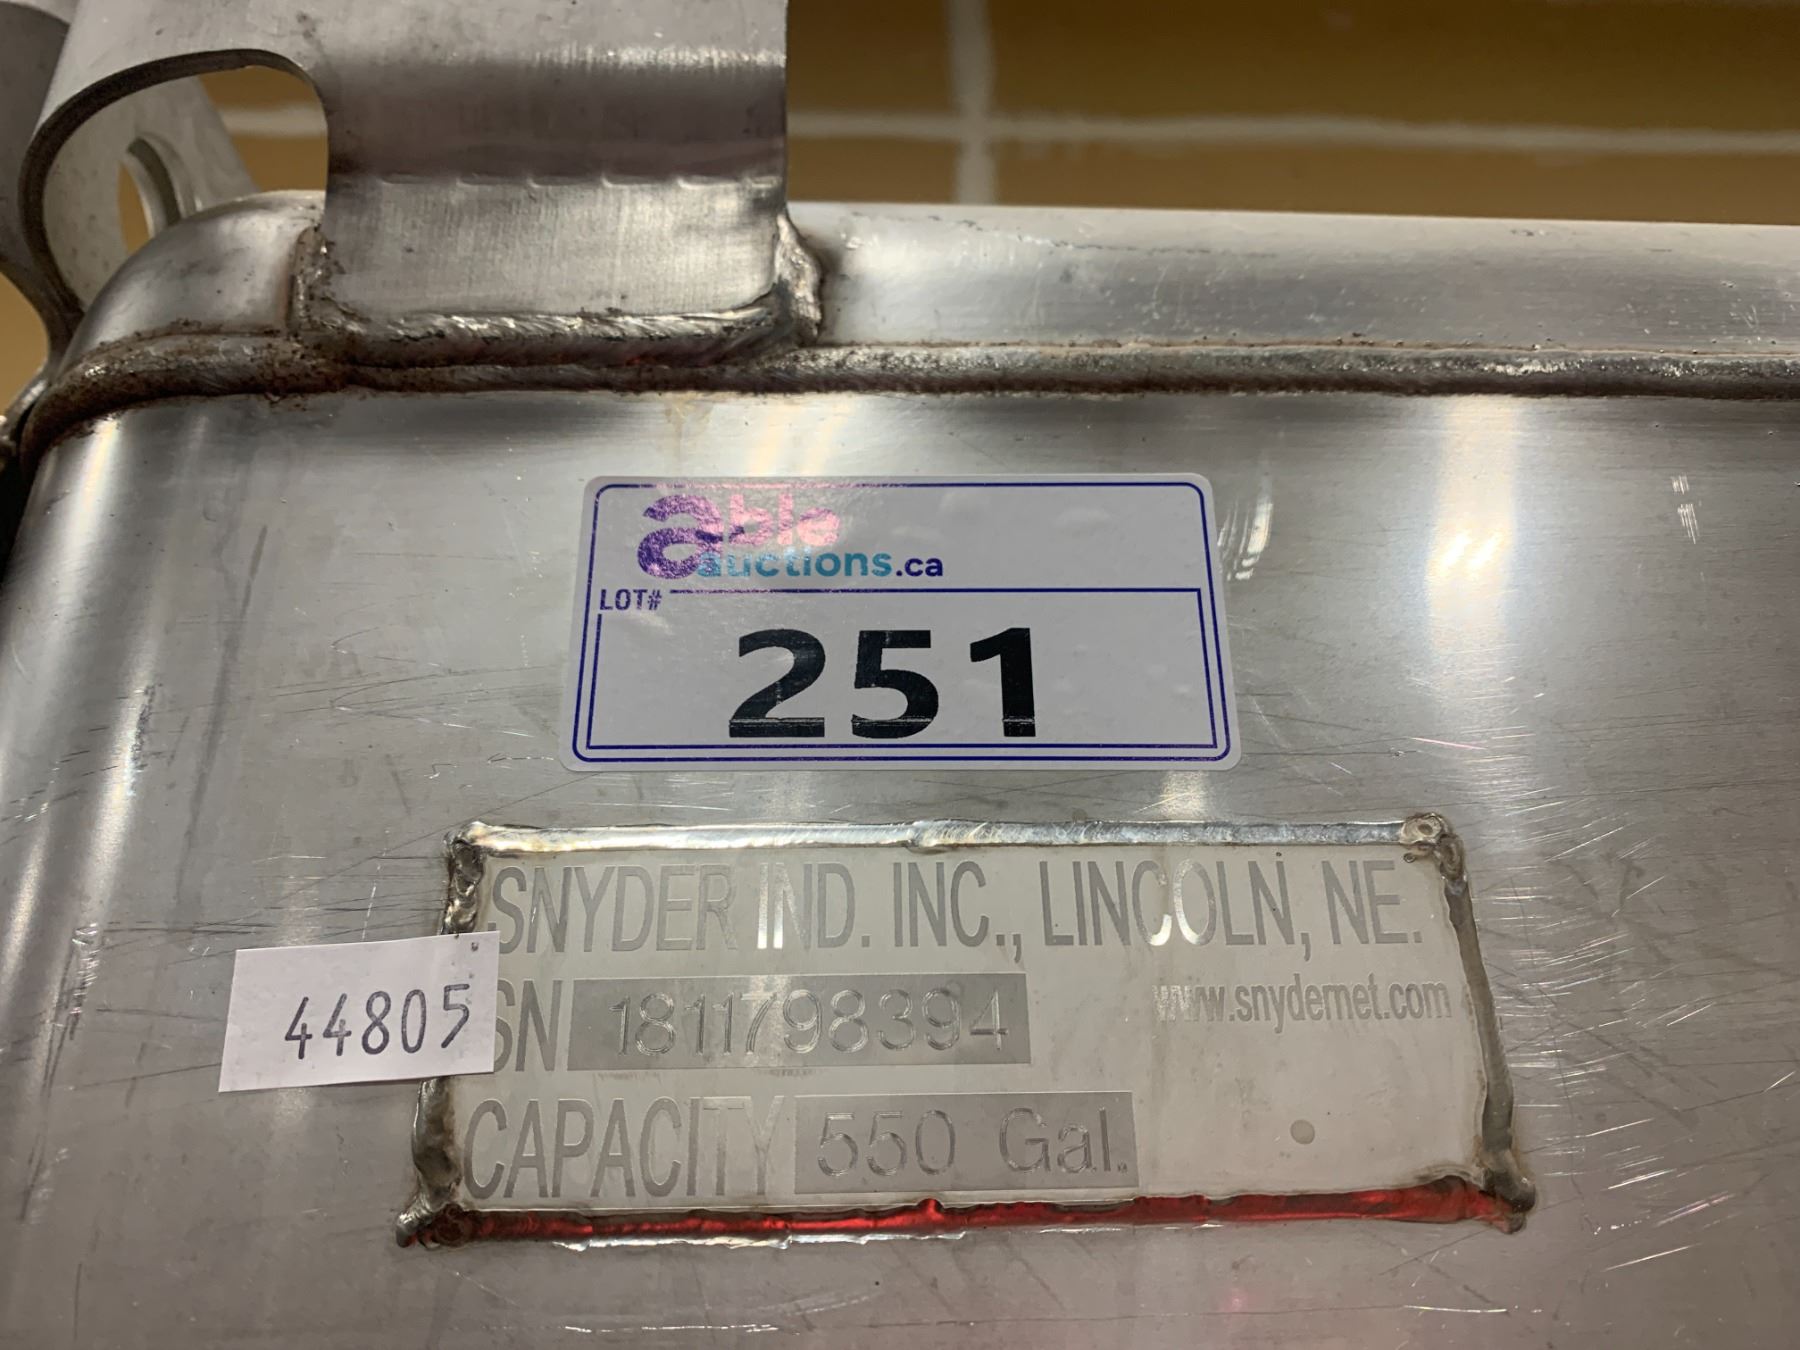 able
auctions.ca
LOT#
251
SNYDER IND. INC., LINCOLN, NE.
44805
SN 1811798394
www.snydernet.com
CAPACITY 550 Gal.